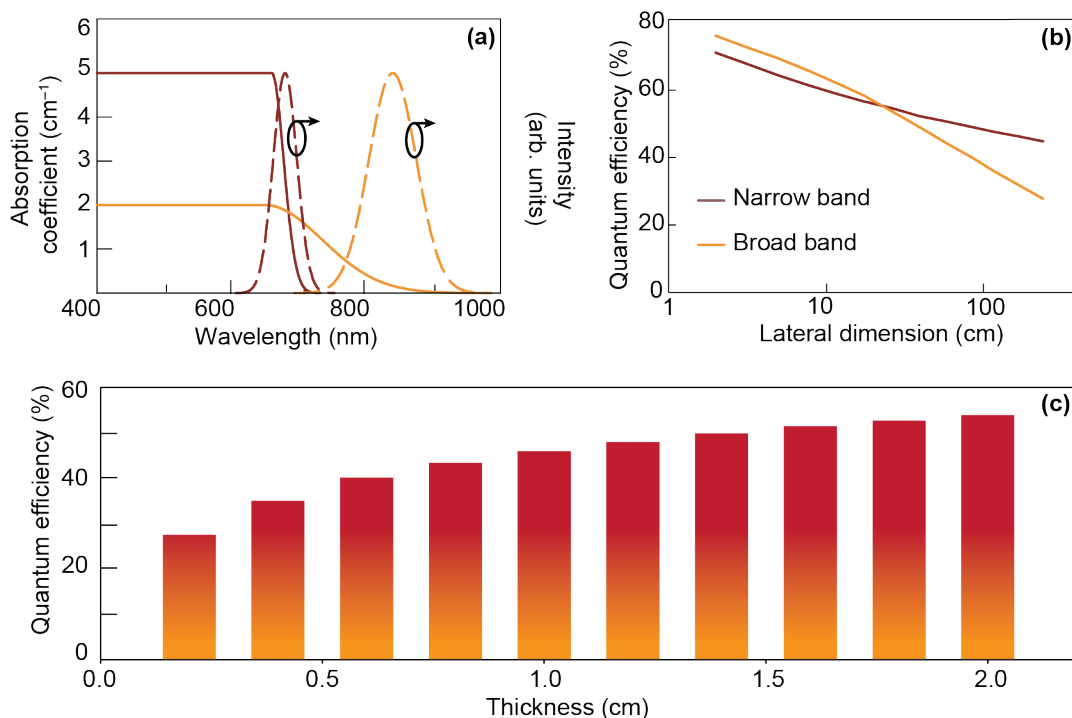 (a)
6
5
4
3
2
1
Absorption
coefficient (cm⁻¹)
400
600
800
1000
Wavelength (nm)
Intensity
(arb. units)
(b)
80
60
40
20
0
Quantum efficiency (%)
Narrow band
Broad band
1
10
100
Lateral dimension (cm)
(c)
60
40
20
0
Quantum efficiency (%)
0.0
0.5
1.0
1.5
2.0
Thickness (cm)